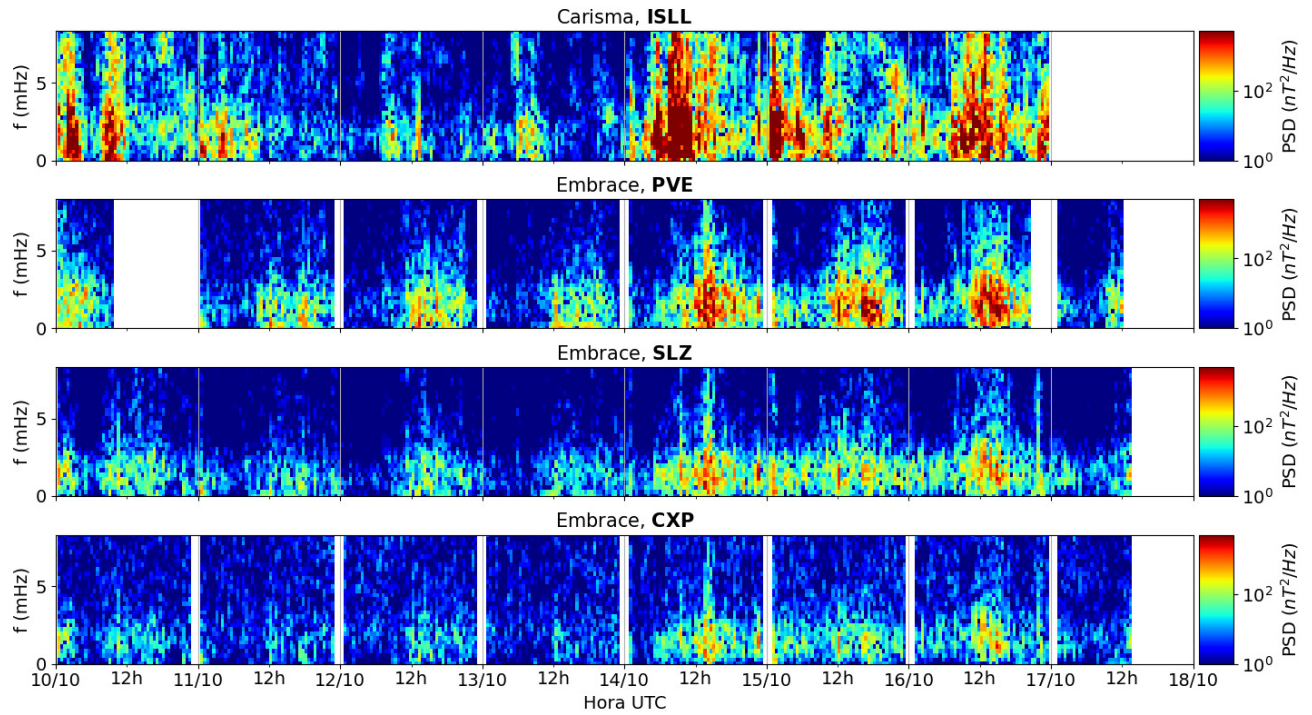 Carisma, ISLL
5
0
f (mHz)
10²
10⁰
PSD (nT²/Hz)
Embrace, PVE
5
0
f (mHz)
10²
10⁰
PSD (nT²/Hz)
Embrace, SLZ
5
0
f (mHz)
10²
10⁰
PSD (nT²/Hz)
Embrace, CXP
5
0
f (mHz)
10²
10⁰
PSD (nT²/Hz)
10/10 12h 11/10 12h 12/10 12h 13/10 12h 14/10 12h 15/10 12h 16/10 12h 17/10 12h 18/10
Hora UTC